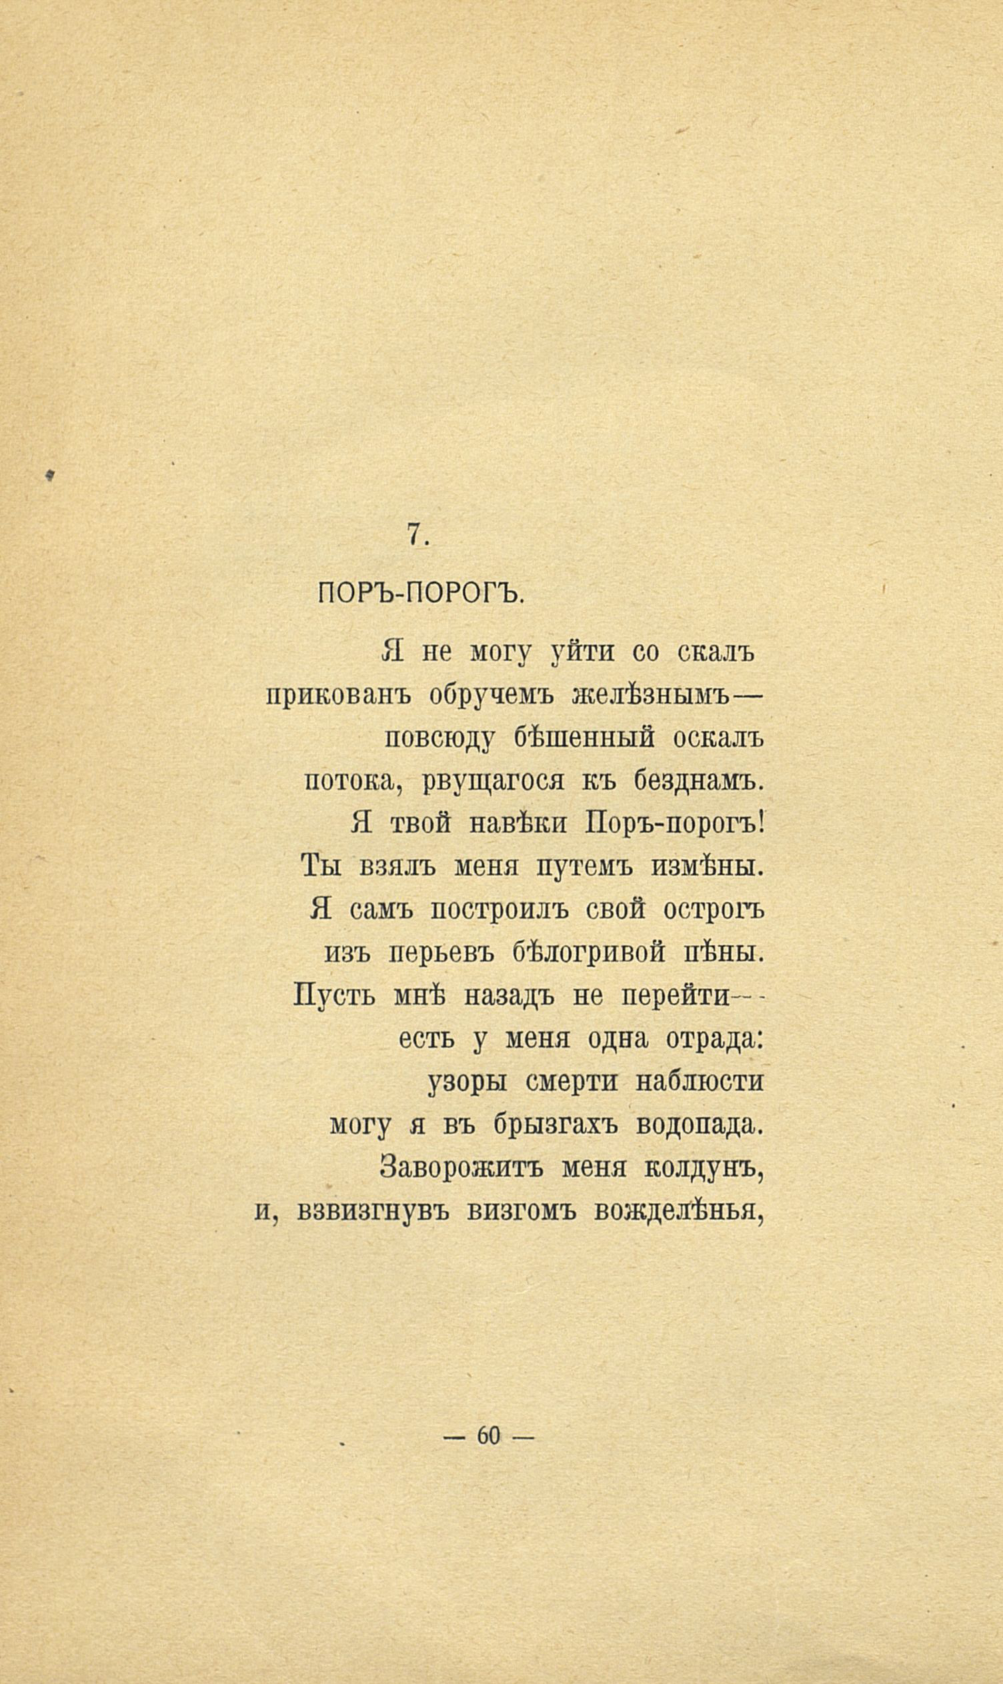 7.
ПОРЪ-ПОРОГЪ.
Я не могу уйти со скалъ
прикованъ обручемъ желѣзнымъ—
повсюду бѣшенный оскалъ
потока, рвущагося къ безднамъ.
Я твой навѣки Поръ-порогъ!
Ты взялъ меня путемъ измѣны.
Я самъ построилъ свой острогъ
изъ перьевъ бѣлогривой пѣны.
Пусть мнѣ назадъ не перейти—
есть у меня одна отрада:
узоры смерти наблюсти
могу я въ брызгахъ водопада.
Заворожитъ меня колдунъ,
и, взвизгнувъ визгомъ вожделѣнья,
— 60 —